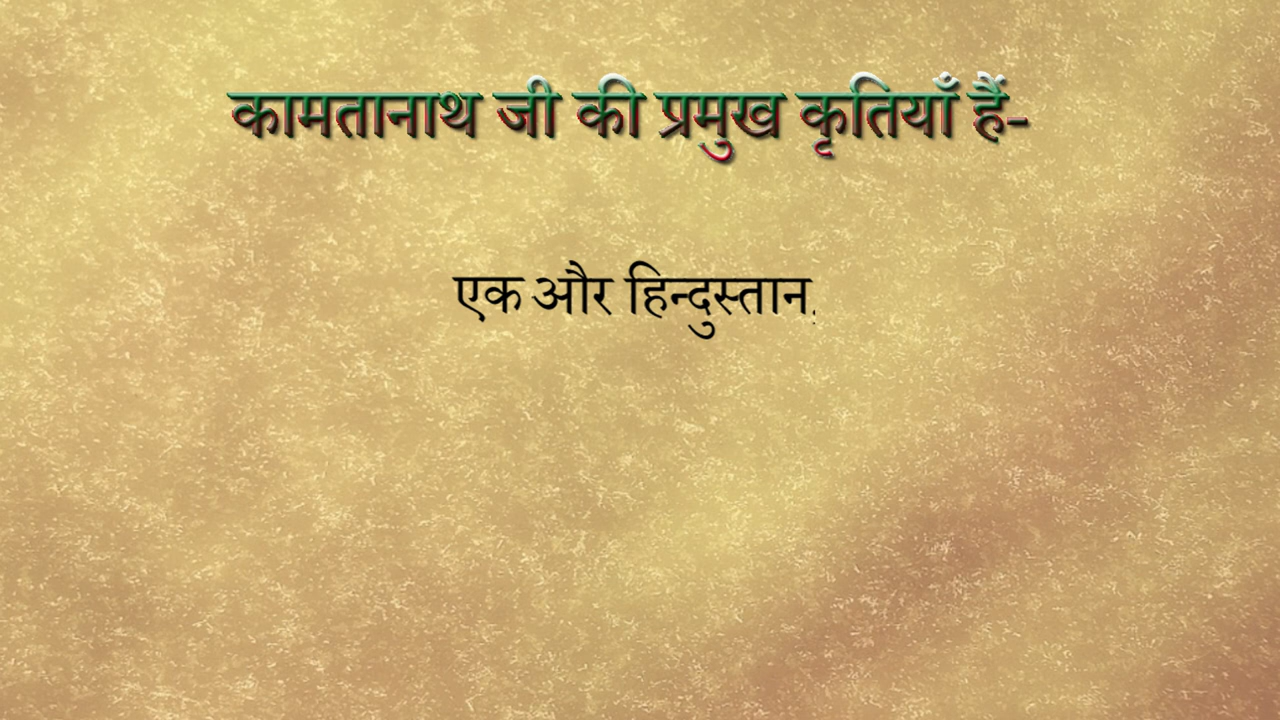 कामतानाथ जी की प्रमुख कृतियाँ हैं-
एक और हिन्दुस्तान